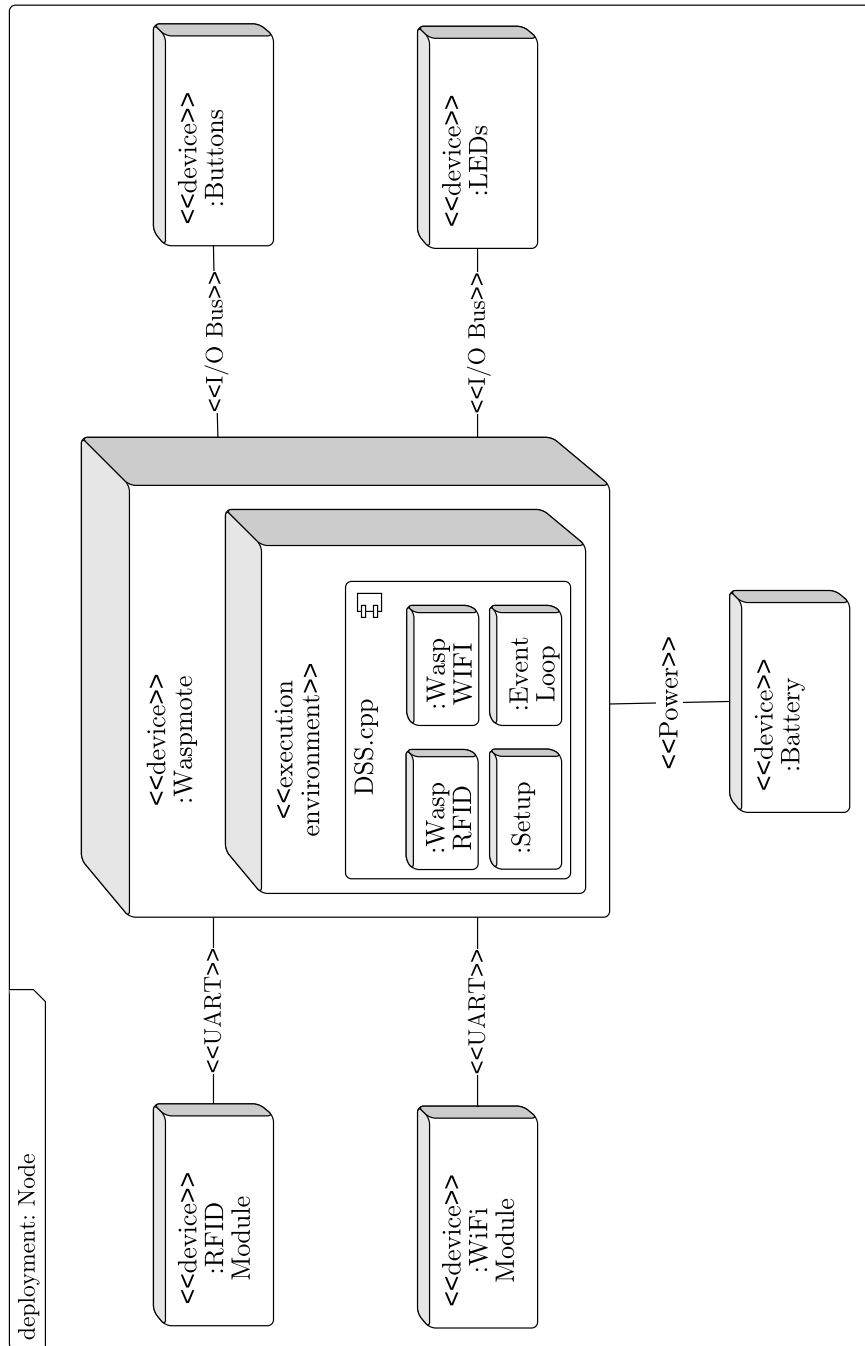 deployment: Node
<<device>>
:RFID
Module
<<UART>>
<<device>>
:Waspmote
<<I/O Bus>>
<<device>>
:Buttons
<<execution
environment>>
DSS.cpp
:Wasp
RFID
:Wasp
WIFI
:Setup
:Event
Loop
<<device>>
:WiFi
Module
<<UART>>
<<I/O Bus>>
<<device>>
:LEDs
<<Power>>
<<device>>
:Battery